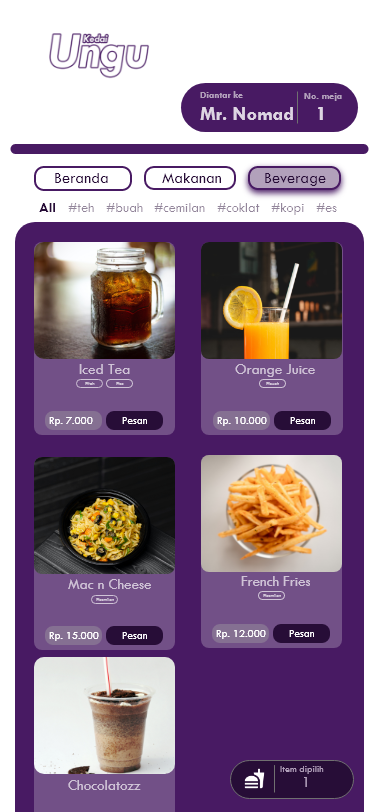 Kedai
Ungu
Diantar ke
Mr. Nomad
No. meja
1
Beranda
Makanan
Beverage
All #teh #buah #cemilan #coklat #kopi #es
Iced Tea
#teh #es
Rp. 7.000
Pesan
Orange Juice
#buah
Rp. 10.000
Pesan
Mac n Cheese
#cemilan
Rp. 15.000
Pesan
French Fries
#cemilan
Rp. 12.000
Pesan
Chocolatozz
Item dipilih
1